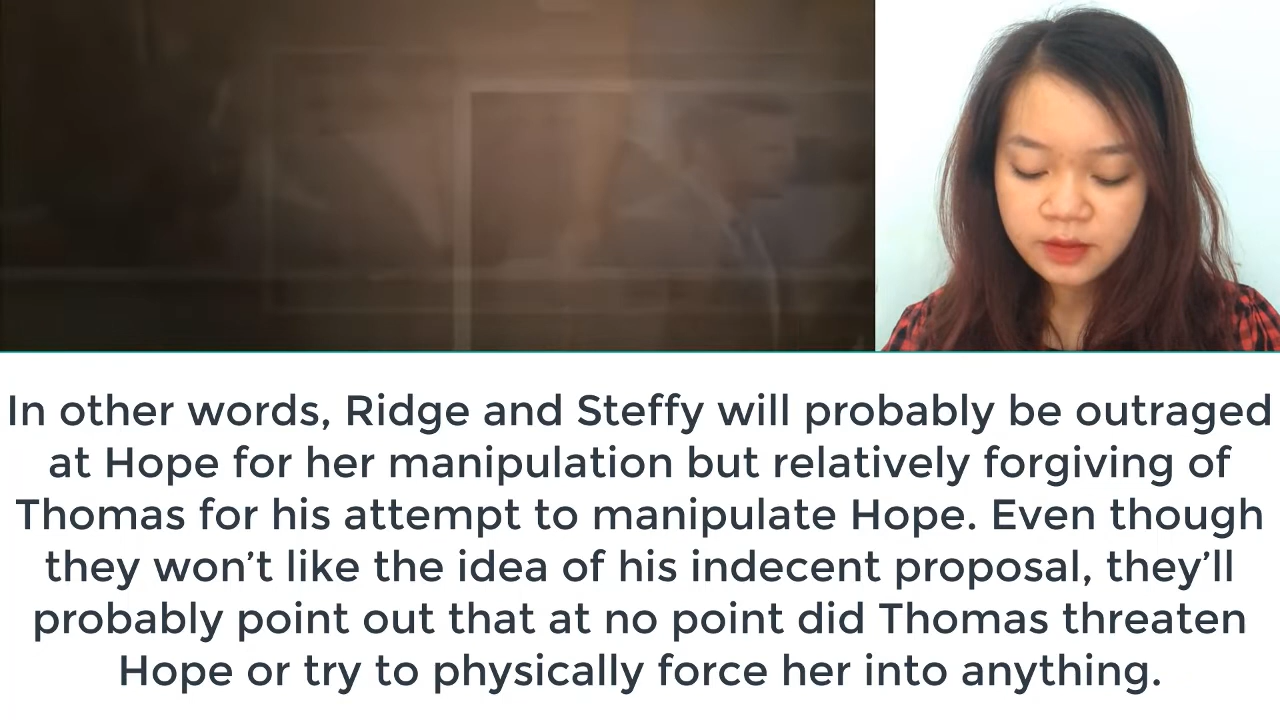 In other words, Ridge and Steffy will probably be outraged
at Hope for her manipulation but relatively forgiving of
Thomas for his attempt to manipulate Hope. Even though
they won’t like the idea of his indecent proposal, they’ll
probably point out that at no point did Thomas threaten
Hope or try to physically force her into anything.